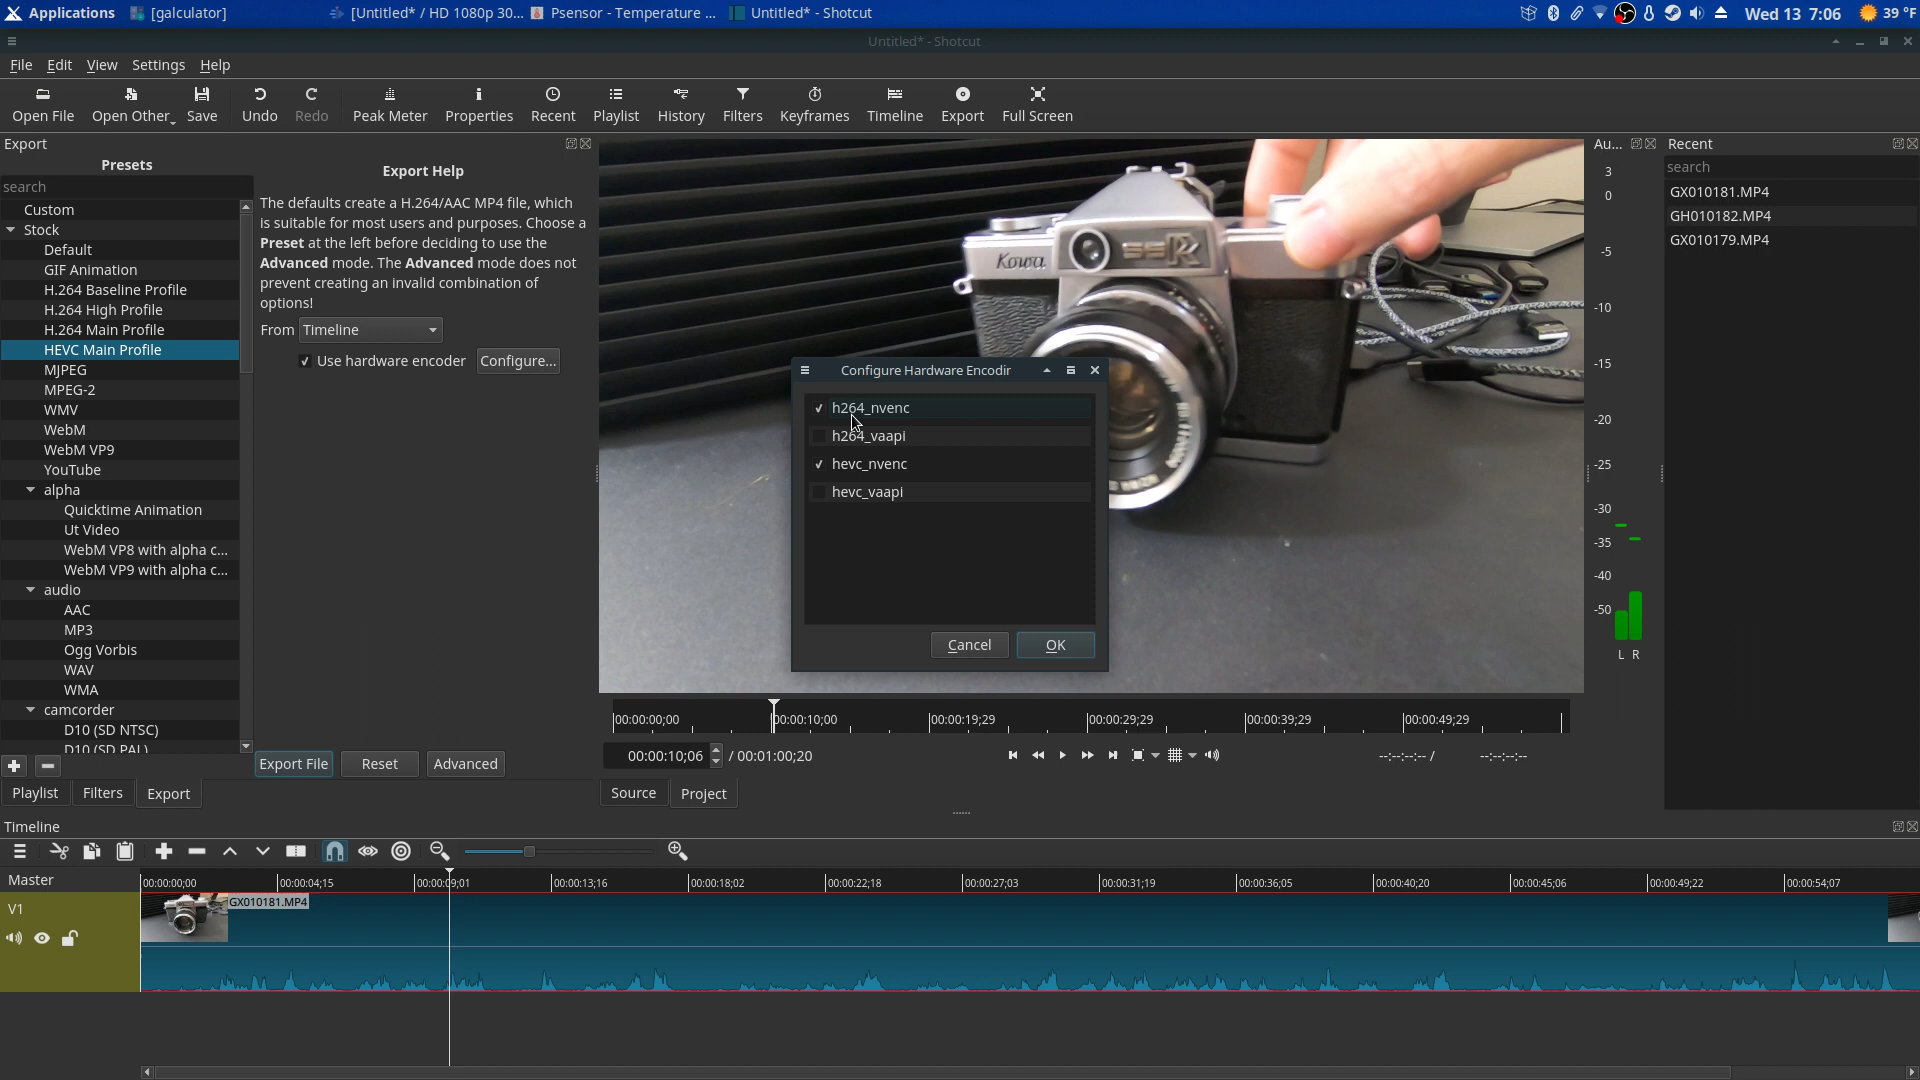 Applications
[galculator]
[Untitled* / HD 1080p 30...
Psensor - Temperature ...
Untitled* - Shotcut
Wed 13 7:06
39 °F
Untitled* - Shotcut
File Edit View Settings Help
Open File Open Other Save Undo Redo Peak Meter Properties Recent Playlist History Filters Keyframes Timeline Export Full Screen
Export
Presets
search
Custom
Stock
Default
GIF Animation
H.264 Baseline Profile
H.264 High Profile
H.264 Main Profile
HEVC Main Profile
MJPEG
MPEG-2
WMV
WebM
WebM VP9
YouTube
alpha
Quicktime Animation
Ut Video
WebM VP8 with alpha c...
WebM VP9 with alpha c...
audio
AAC
MP3
Ogg Vorbis
WAV
WMA
camcorder
D10 (SD NTSC)
D10 (SD PAL)
Export Help
The defaults create a H.264/AAC MP4 file, which
is suitable for most users and purposes. Choose a
Preset at the left before deciding to use the
Advanced mode. The Advanced mode does not
prevent creating an invalid combination of
options!
From Timeline
Use hardware encoder Configure...
Export File Reset Advanced
Playlist Filters Export
Kowa
R
Configure Hardware Encodir
h264_nvenc
h264_vaapi
hevc_nvenc
hevc_vaapi
Cancel OK
00:00:00;00 00:00:10;00 00:00:19;29 00:00:29;29 00:00:39;29 00:00:49;29
00:00:10;06 / 00:01:00;20
--:--:--:-- / --:--:--:--
Source Project
Au...
3
0
-5
-10
-15
-20
-25
-30
-35
-40
-50
L R
Recent
search
GX010181.MP4
GH010182.MP4
GX010179.MP4
Timeline
Master
00:00:00;00 00:00:04;15 00:00:09;01 00:00:13;16 00:00:18;02 00:00:22;18 00:00:27;03 00:00:31;19 00:00:36;05 00:00:40;20 00:00:45;06 00:00:49;22 00:00:54;07
V1
GX010181.MP4